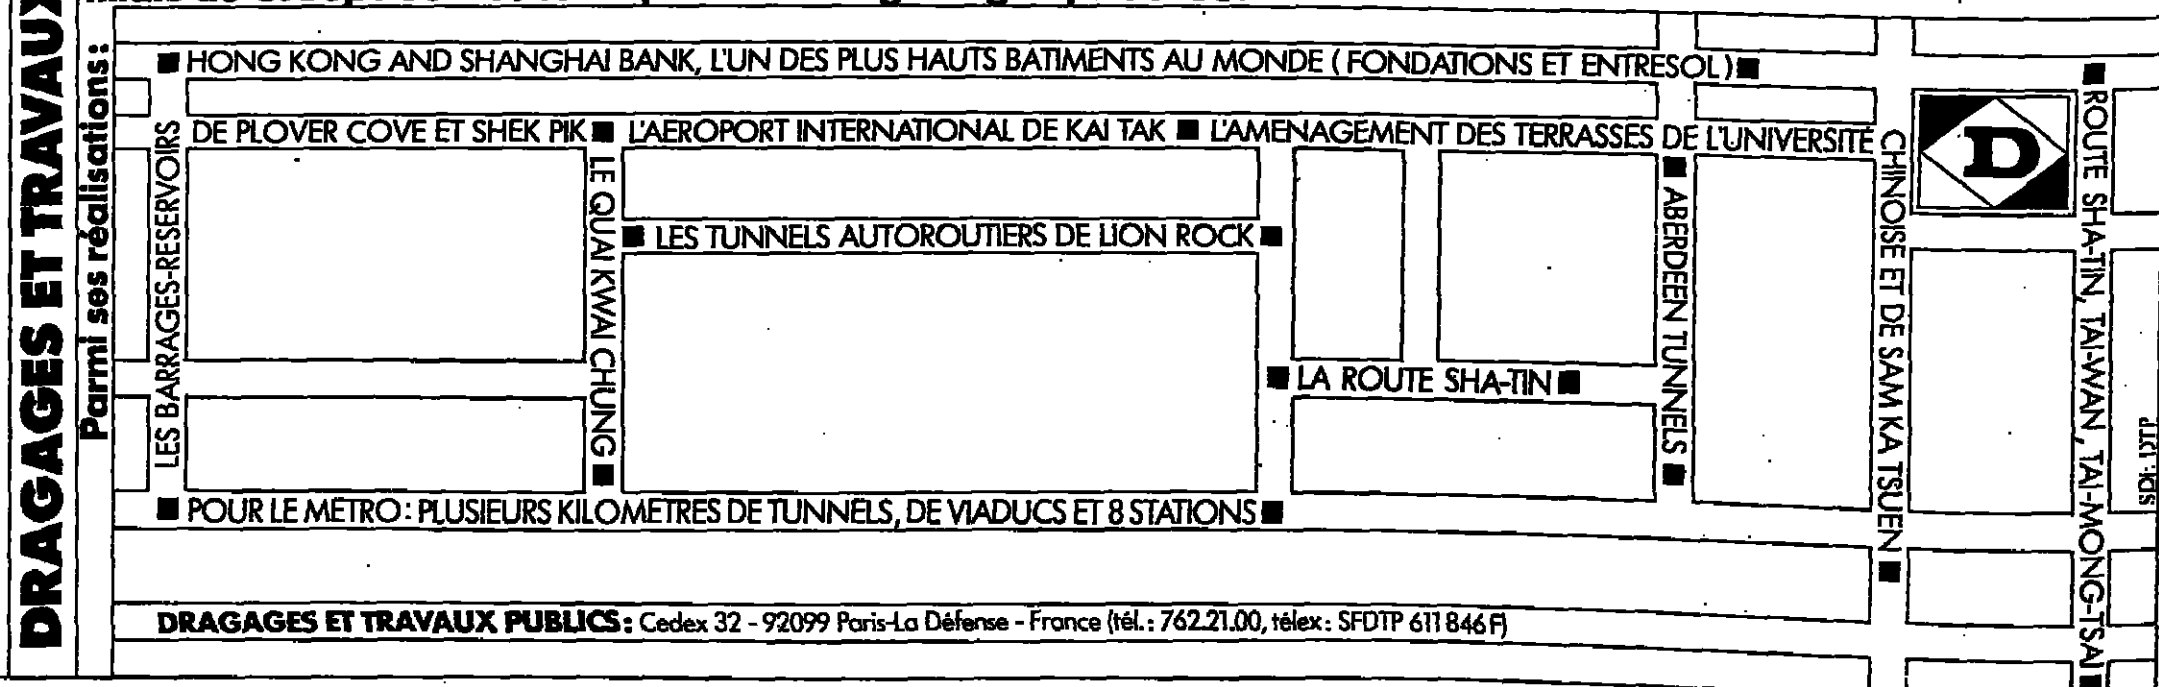 DRAGAGES ET TRAVAUX
Parmi ses réalisations:
■ HONG KONG AND SHANGHAI BANK, L'UN DES PLUS HAUTS BATIMENTS AU MONDE (FONDATIONS ET ENTRESOL) ■
LES BARRAGES-RESERVOIRS
DE PLOVER COVE ET SHEK PIK ■ L'AEROPORT INTERNATIONAL DE KAI TAK ■ L'AMENAGEMENT DES TERRASSES DE L'UNIVERSITÉ
CHINOISE ET DE SAM KA TSUEN ■
LE QUAI KWAI CHUNG ■
■ LES TUNNELS AUTOROUTIERS DE LION ROCK ■
■ ABERDEEN TUNNELS ■
■ LA ROUTE SHA-TIN ■
D
■ ROUTE SHA-TIN, TAI-WAN, TAI-MONG-TSAI ■
■ POUR LE METRO: PLUSIEURS KILOMETRES DE TUNNELS, DE VIADUCS ET 8 STATIONS ■
DRAGAGES ET TRAVAUX PUBLICS: Cedex 32 - 92099 Paris-La Défense - France (tél.: 762.21.00, télex: SFDTP 611 846 F)